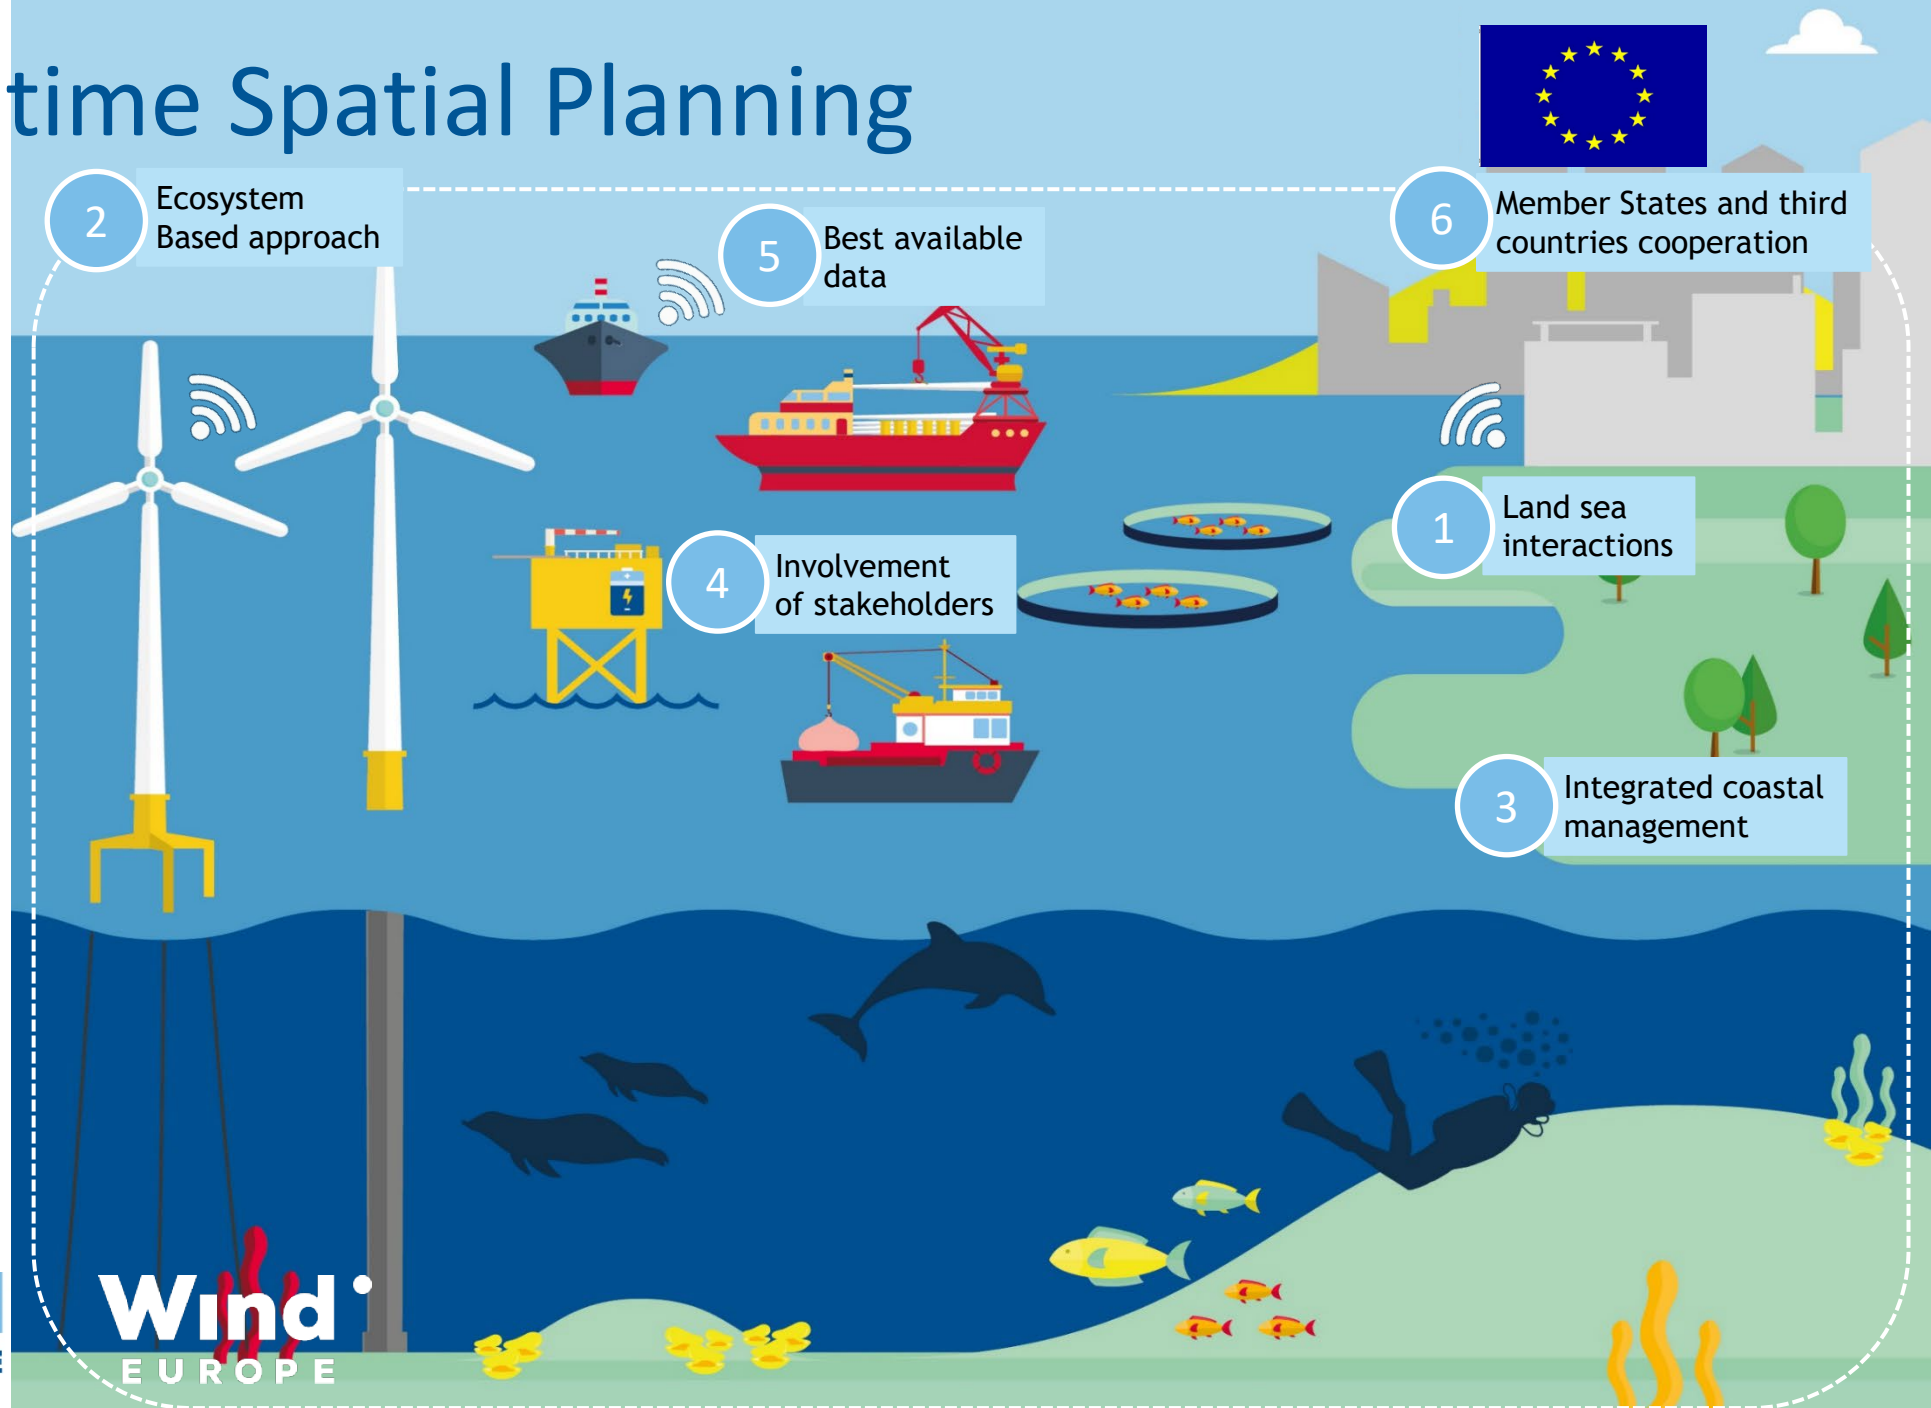 time Spatial Planning
2
Ecosystem
Based approach
5
Best available
data
6
Member States and third
countries cooperation
1
Land sea
interactions
4
Involvement
of stakeholders
3
Integrated coastal
management
Wind
EUROPE